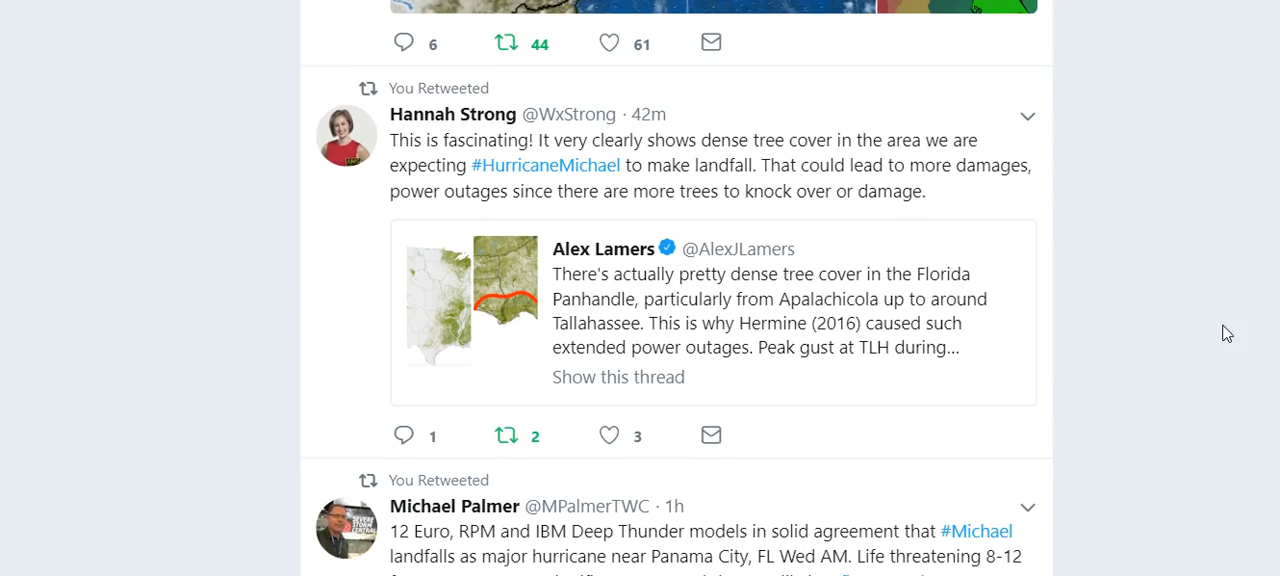 6 44 61
You Retweeted
Hannah Strong @WxStrong · 42m
This is fascinating! It very clearly shows dense tree cover in the area we are
expecting #HurricaneMichael to make landfall. That could lead to more damages,
power outages since there are more trees to knock over or damage.
Alex Lamers @AlexJLamers
There's actually pretty dense tree cover in the Florida
Panhandle, particularly from Apalachicola up to around
Tallahassee. This is why Hermine (2016) caused such
extended power outages. Peak gust at TLH during...
Show this thread
1 2 3
You Retweeted
Michael Palmer @MPalmerTWC · 1h
12 Euro, RPM and IBM Deep Thunder models in solid agreement that #Michael
landfalls as major hurricane near Panama City, FL Wed AM. Life threatening 8-12